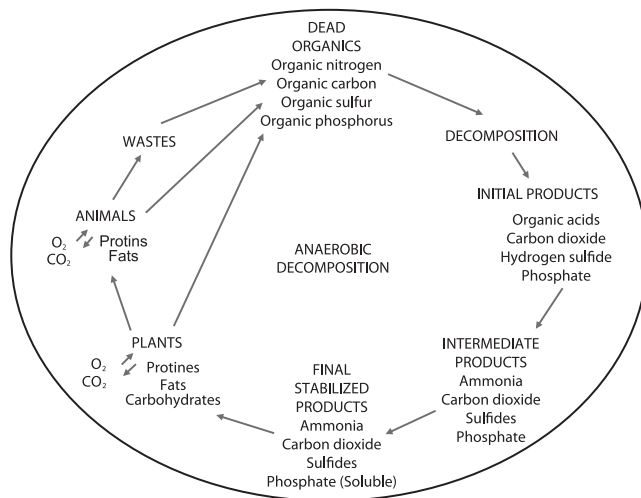 DEAD
ORGANICS
Organic nitrogen
Organic carbon
Organic sulfur
Organic phosphorus
DECOMPOSITION
INITIAL PRODUCTS
Organic acids
Carbon dioxide
Hydrogen sulfide
Phosphate
INTERMEDIATE
PRODUCTS
Ammonia
Carbon dioxide
Sulfides
Phosphate
FINAL
STABILIZED
PRODUCTS
Ammonia
Carbon dioxide
Sulfides
Phosphate (Soluble)
PLANTS
O₂
CO₂
Protines
Fats
Carbohydrates
ANIMALS
O₂
CO₂
Protins
Fats
WASTES
ANAEROBIC
DECOMPOSITION